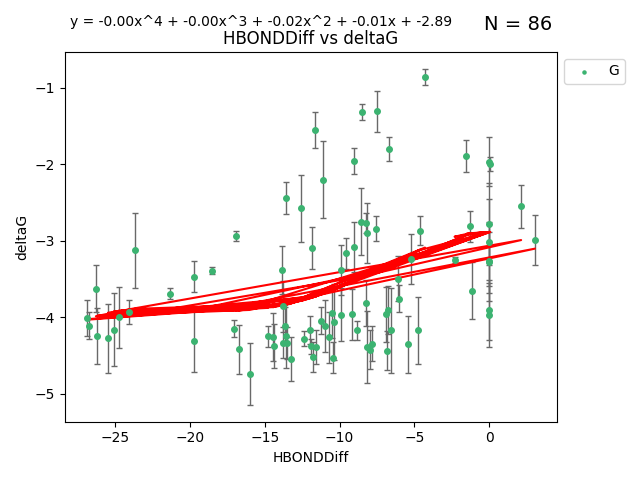 y = -0.00x^4 + -0.00x^3 + -0.02x^2 + -0.01x + -2.89
N = 86
HBONDDiff vs deltaG
G
−1
−2
−3
−4
−5
deltaG
−25
−20
−15
−10
−5
0
HBONDDiff